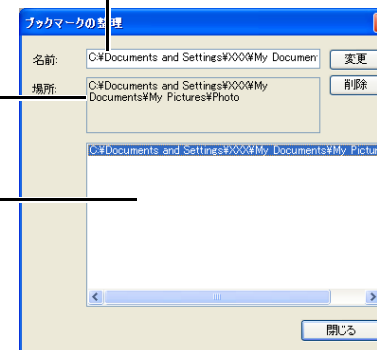 ブックマークの整理
名前:
C:¥Documents and Settings¥XXX¥My Documen
変更
場所:
C:¥Documents and Settings¥XXX¥My
Documents¥My Pictures¥Photo
削除
C:¥Documents and Settings¥XXX¥My Documents¥My Pictur
閉じる